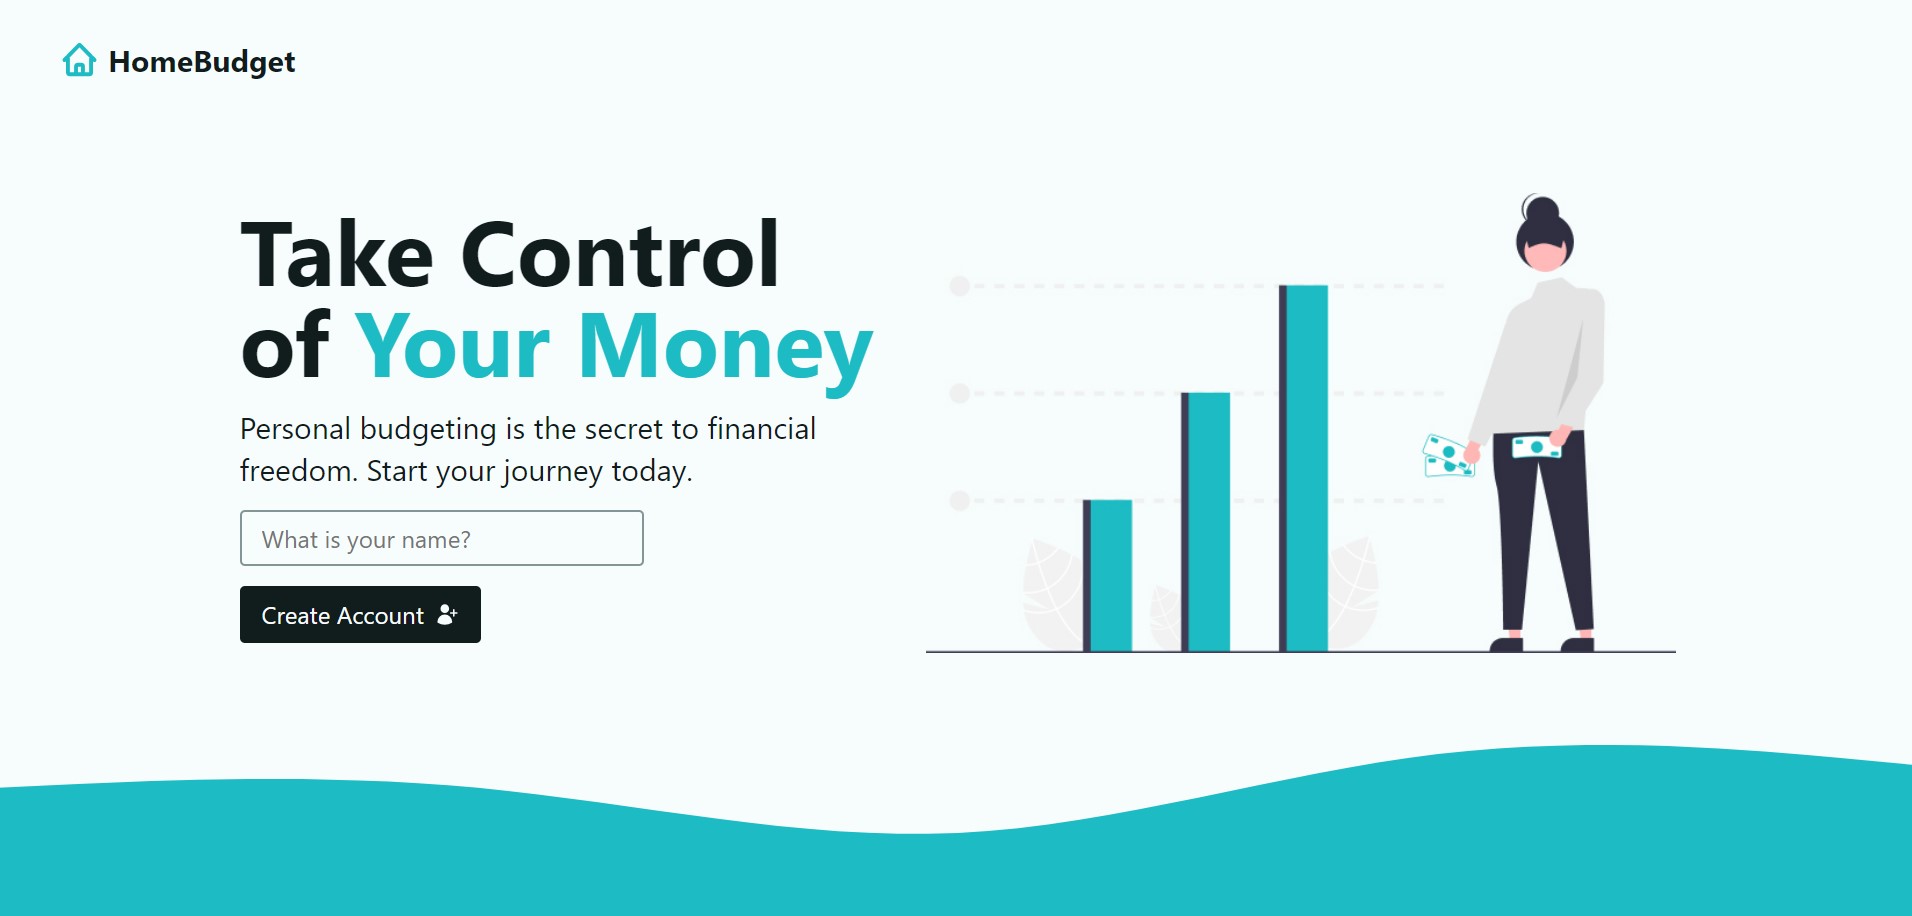 HomeBudget
Take Control
of Your Money
Personal budgeting is the secret to financial
freedom. Start your journey today.
What is your name?
Create Account